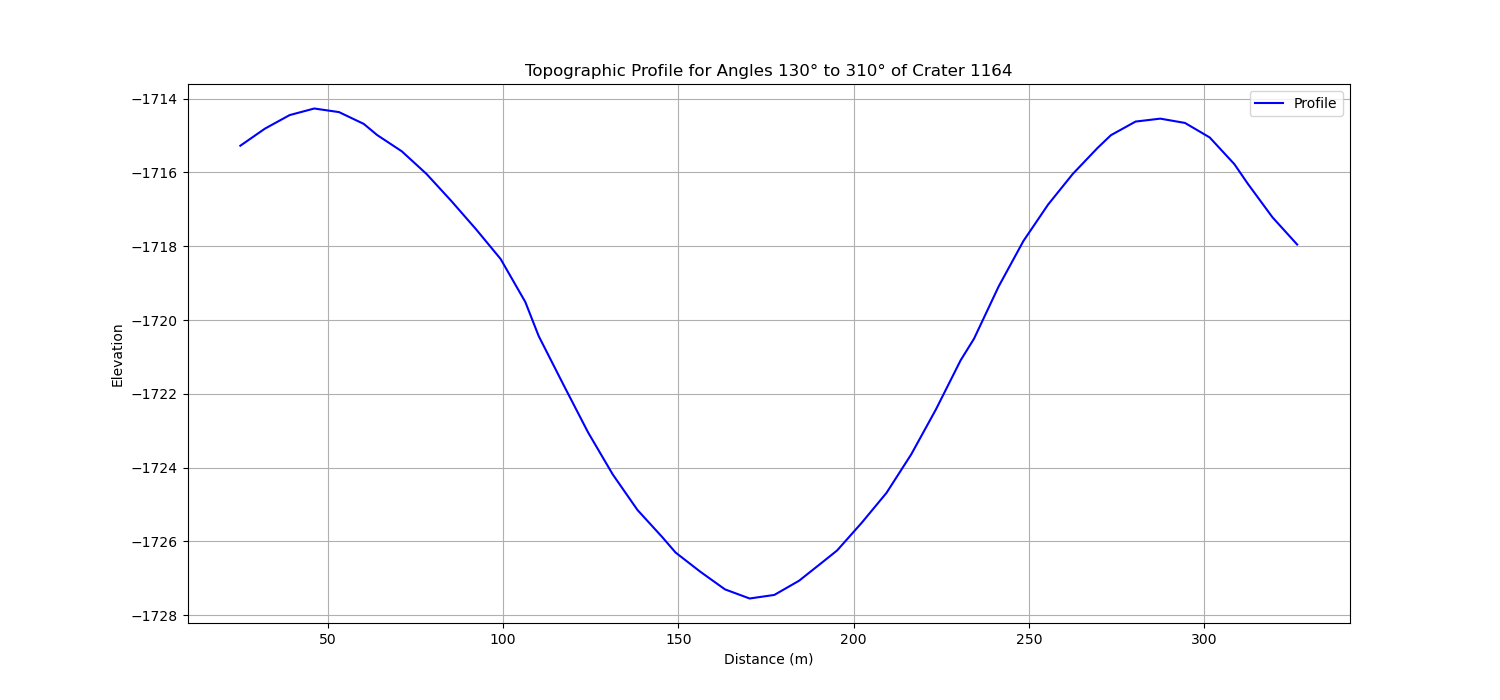 Topographic Profile for Angles 130° to 310° of Crater 1164
Profile
−1714
−1716
−1718
−1720
−1722
−1724
−1726
−1728
Elevation
50 100 150 200 250 300
Distance (m)